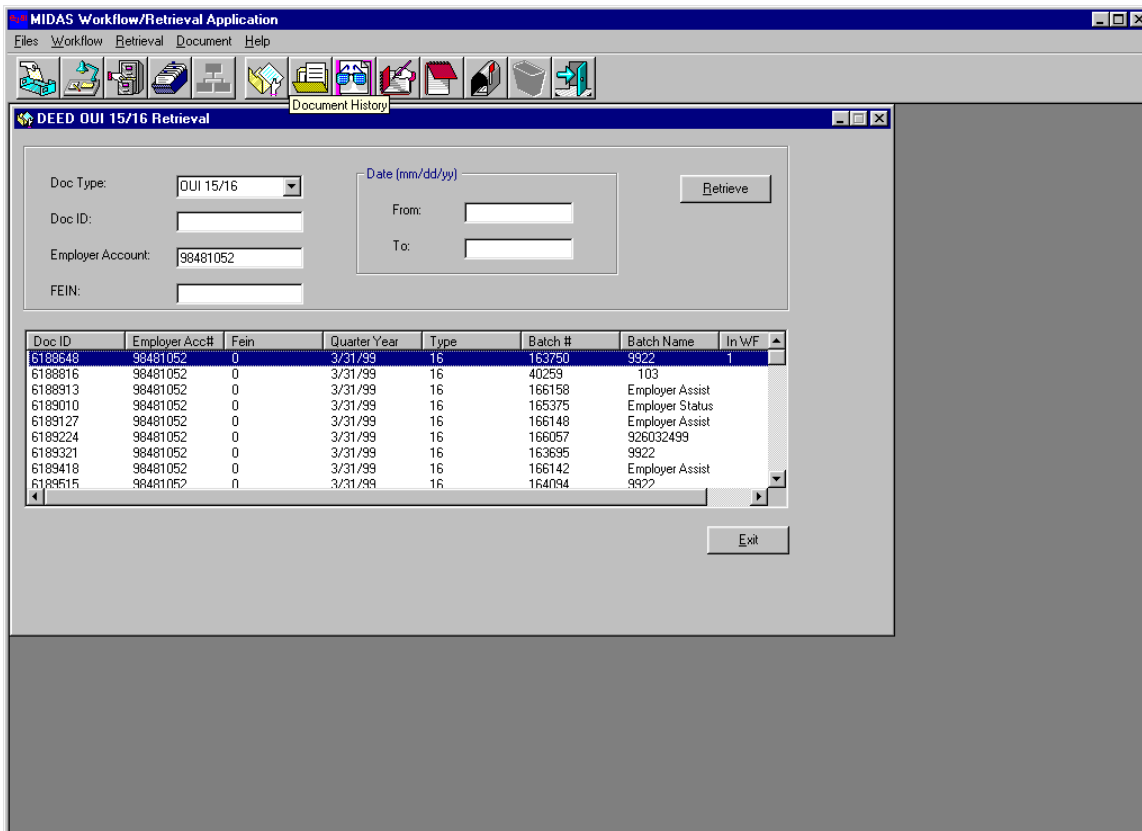 MIDAS Workflow/Retrieval Application
Files Workflow Retrieval Document Help
Document History
DEED OUI 15/16 Retrieval
Doc Type: OUI 15/16
Doc ID:
Employer Account: 98481052
FEIN:
Date (mm/dd/yy)
From:
To:
Retrieve
Doc ID Employer Acc# Fein Quarter Year Type Batch # Batch Name In WF
6188648 98481052 0 3/31/99 16 163750 9922 1
6188816 98481052 0 3/31/99 16 40259 103
6188913 98481052 0 3/31/99 16 166158 Employer Assist
6189010 98481052 0 3/31/99 16 165375 Employer Status
6189127 98481052 0 3/31/99 16 166148 Employer Assist
6189224 98481052 0 3/31/99 16 166057 926032499
6189321 98481052 0 3/31/99 16 163695 9922
6189418 98481052 0 3/31/99 16 166142 Employer Assist
6189515 98481052 0 3/31/99 16 164094 9922
Exit